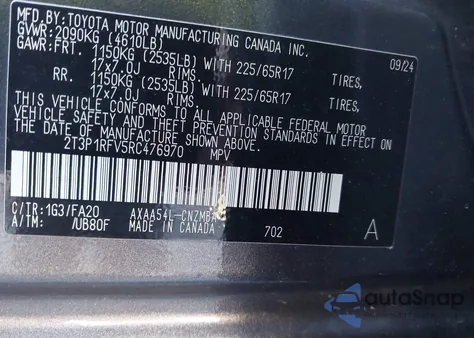 MFD.BY:TOYOTA MOTOR MANUFACTURING CANADA INC.
GVWR:2090KG (4610LB) 09/24
GAWR:FRT. 1150KG (2535LB) WITH 225/65R17 TIRES,
17x7.0J RIMS.
RR. 1150KG (2535LB) WITH 225/65R17 TIRES,
17x7.0J RIMS.
THIS VEHICLE CONFORMS TO ALL APPLICABLE FEDERAL MOTOR
VEHICLE SAFETY AND THEFT PREVENTION STANDARDS IN EFFECT
ON THE DATE OF MANUFACTURE SHOWN ABOVE.
2T3P1RFV5RC476970 MPV
C/TR:1G3/FA20 AXAA54L-CNZMBA
A/TM: /UB80F MADE IN CANADA 702 A
autoSnap